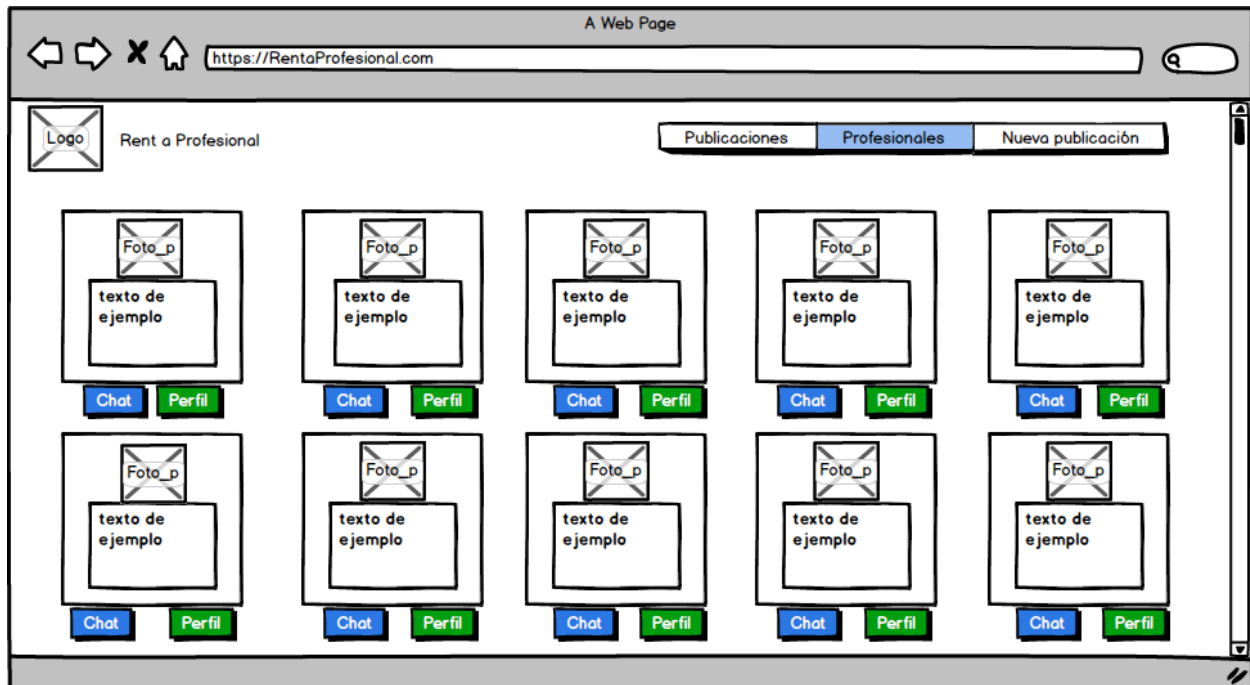 A Web Page
https://RentaProfesional.com
Logo
Rent a Profesional
Publicaciones
Profesionales
Nueva publicación
Foto_p
Foto_p
Foto_p
Foto_p
Foto_p
texto de
ejemplo
texto de
ejemplo
texto de
ejemplo
texto de
ejemplo
texto de
ejemplo
Chat
Perfil
Chat
Perfil
Chat
Perfil
Chat
Perfil
Chat
Perfil
Foto_p
Foto_p
Foto_p
Foto_p
Foto_p
texto de
ejemplo
texto de
ejemplo
texto de
ejemplo
texto de
ejemplo
texto de
ejemplo
Chat
Perfil
Chat
Perfil
Chat
Perfil
Chat
Perfil
Chat
Perfil